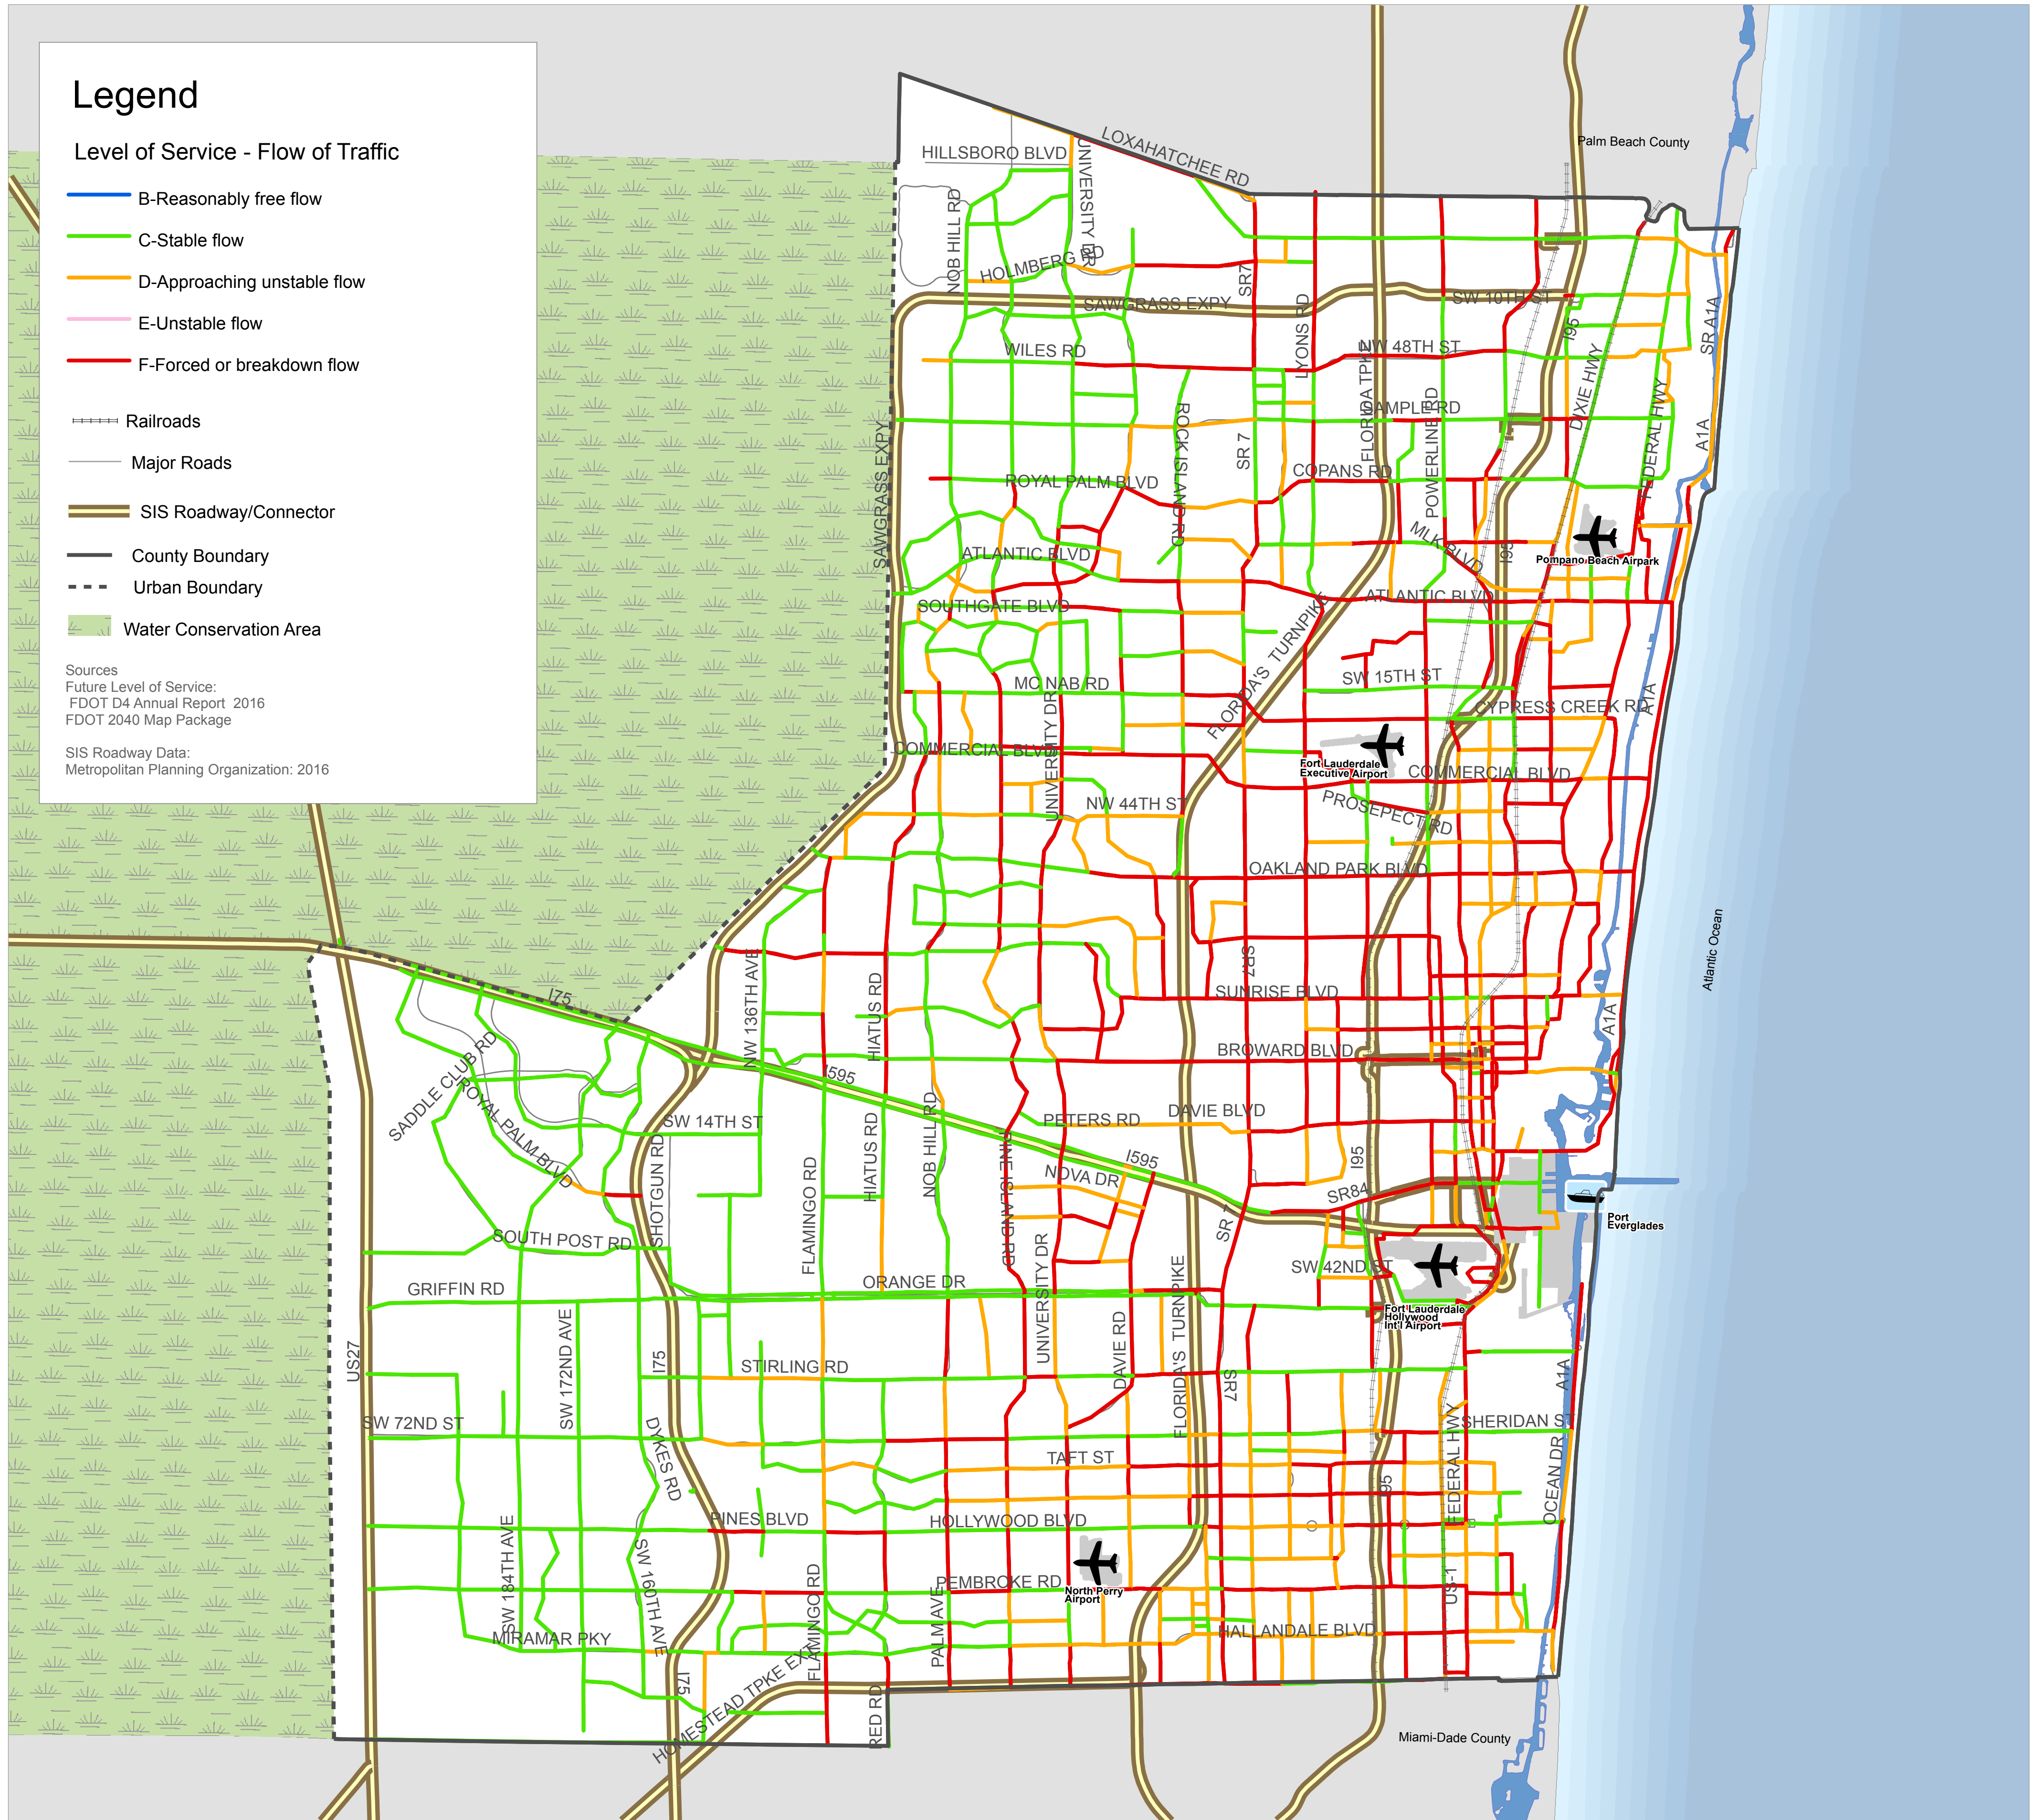 Legend
Level of Service - Flow of Traffic
B-Reasonably free flow
C-Stable flow
D-Approaching unstable flow
E-Unstable flow
F-Forced or breakdown flow
Railroads
Major Roads
SIS Roadway/Connector
County Boundary
Urban Boundary
Water Conservation Area
Sources
Future Level of Service:
FDOT D4 Annual Report 2016
FDOT 2040 Map Package
SIS Roadway Data:
Metropolitan Planning Organization: 2016
Palm Beach County
LOXAHATCHEE RD
HILLSBORO BLVD
UNIVERSITY DR
NOB HILL RD
HOLMBERG RD
SR7
SAWGRASS EXPY
SW 10TH S
LYONS RD
I95
SR A1A
WILES RD
NW 48TH ST
FLORIDA TPKE
DIXIE HWY
SAMPLE RD
POWERLINE RD
FEDERAL HWY
ROCK ISLAND RD
SR 7
A1A
SAWGRASS EXPY
ROYAL PALM BLVD
COPANS RD
MLK BLVD
I95
ATLANTIC BLVD
Pompano Beach Airpark
SOUTHGATE BLVD
ATLANTIC BLVD
FLORIDA'S TURNPIKE
MC NAB RD
SW 15TH ST
A1A
UNIVERSITY DR
CYPRESS CREEK RD
COMMERCIAL BLVD
Fort Lauderdale
Executive Airport
COMMERCIAL BLVD
NW 44TH ST
PROSEPECT RD
OAKLAND PARK BLVD
Atlantic Ocean
NW 136TH AVE
HIATUS RD
SR7
SUNRISE BLVD
I75
A1A
SADDLE CLUB RD
BROWARD BLVD
I595
ROYAL PALM BLVD
SW 14TH ST
HIATUS RD
NOB HILL RD
PETERS RD
DAVIE BLVD
SHOTGUN RD
FLAMINGO RD
PINE ISLAND RD
NOVA DR
I595
I95
SR84
SR 7
Port
Everglades
SOUTH POST RD
UNIVERSITY DR
FLORIDA'S TURNPIKE
SW 42ND ST
ORANGE DR
GRIFFIN RD
Fort Lauderdale
Hollywood
Int'l Airport
US27
SW 172ND AVE
I75
STIRLING RD
DAVIE RD
SR7
A1A
SW 72ND ST
DYKES RD
SHERIDAN ST
TAFT ST
FEDERAL HWY
I95
OCEAN DR
PINES BLVD
HOLLYWOOD BLVD
SW 184TH AVE
SW 160TH AVE
FLAMINGO RD
PALM AVE
PEMBROKE RD
North Perry
Airport
US-1
MIRAMAR PKY
HALLANDALE BLVD
I75
HOMESTEAD TPKE EXT
RED RD
Miami-Dade County